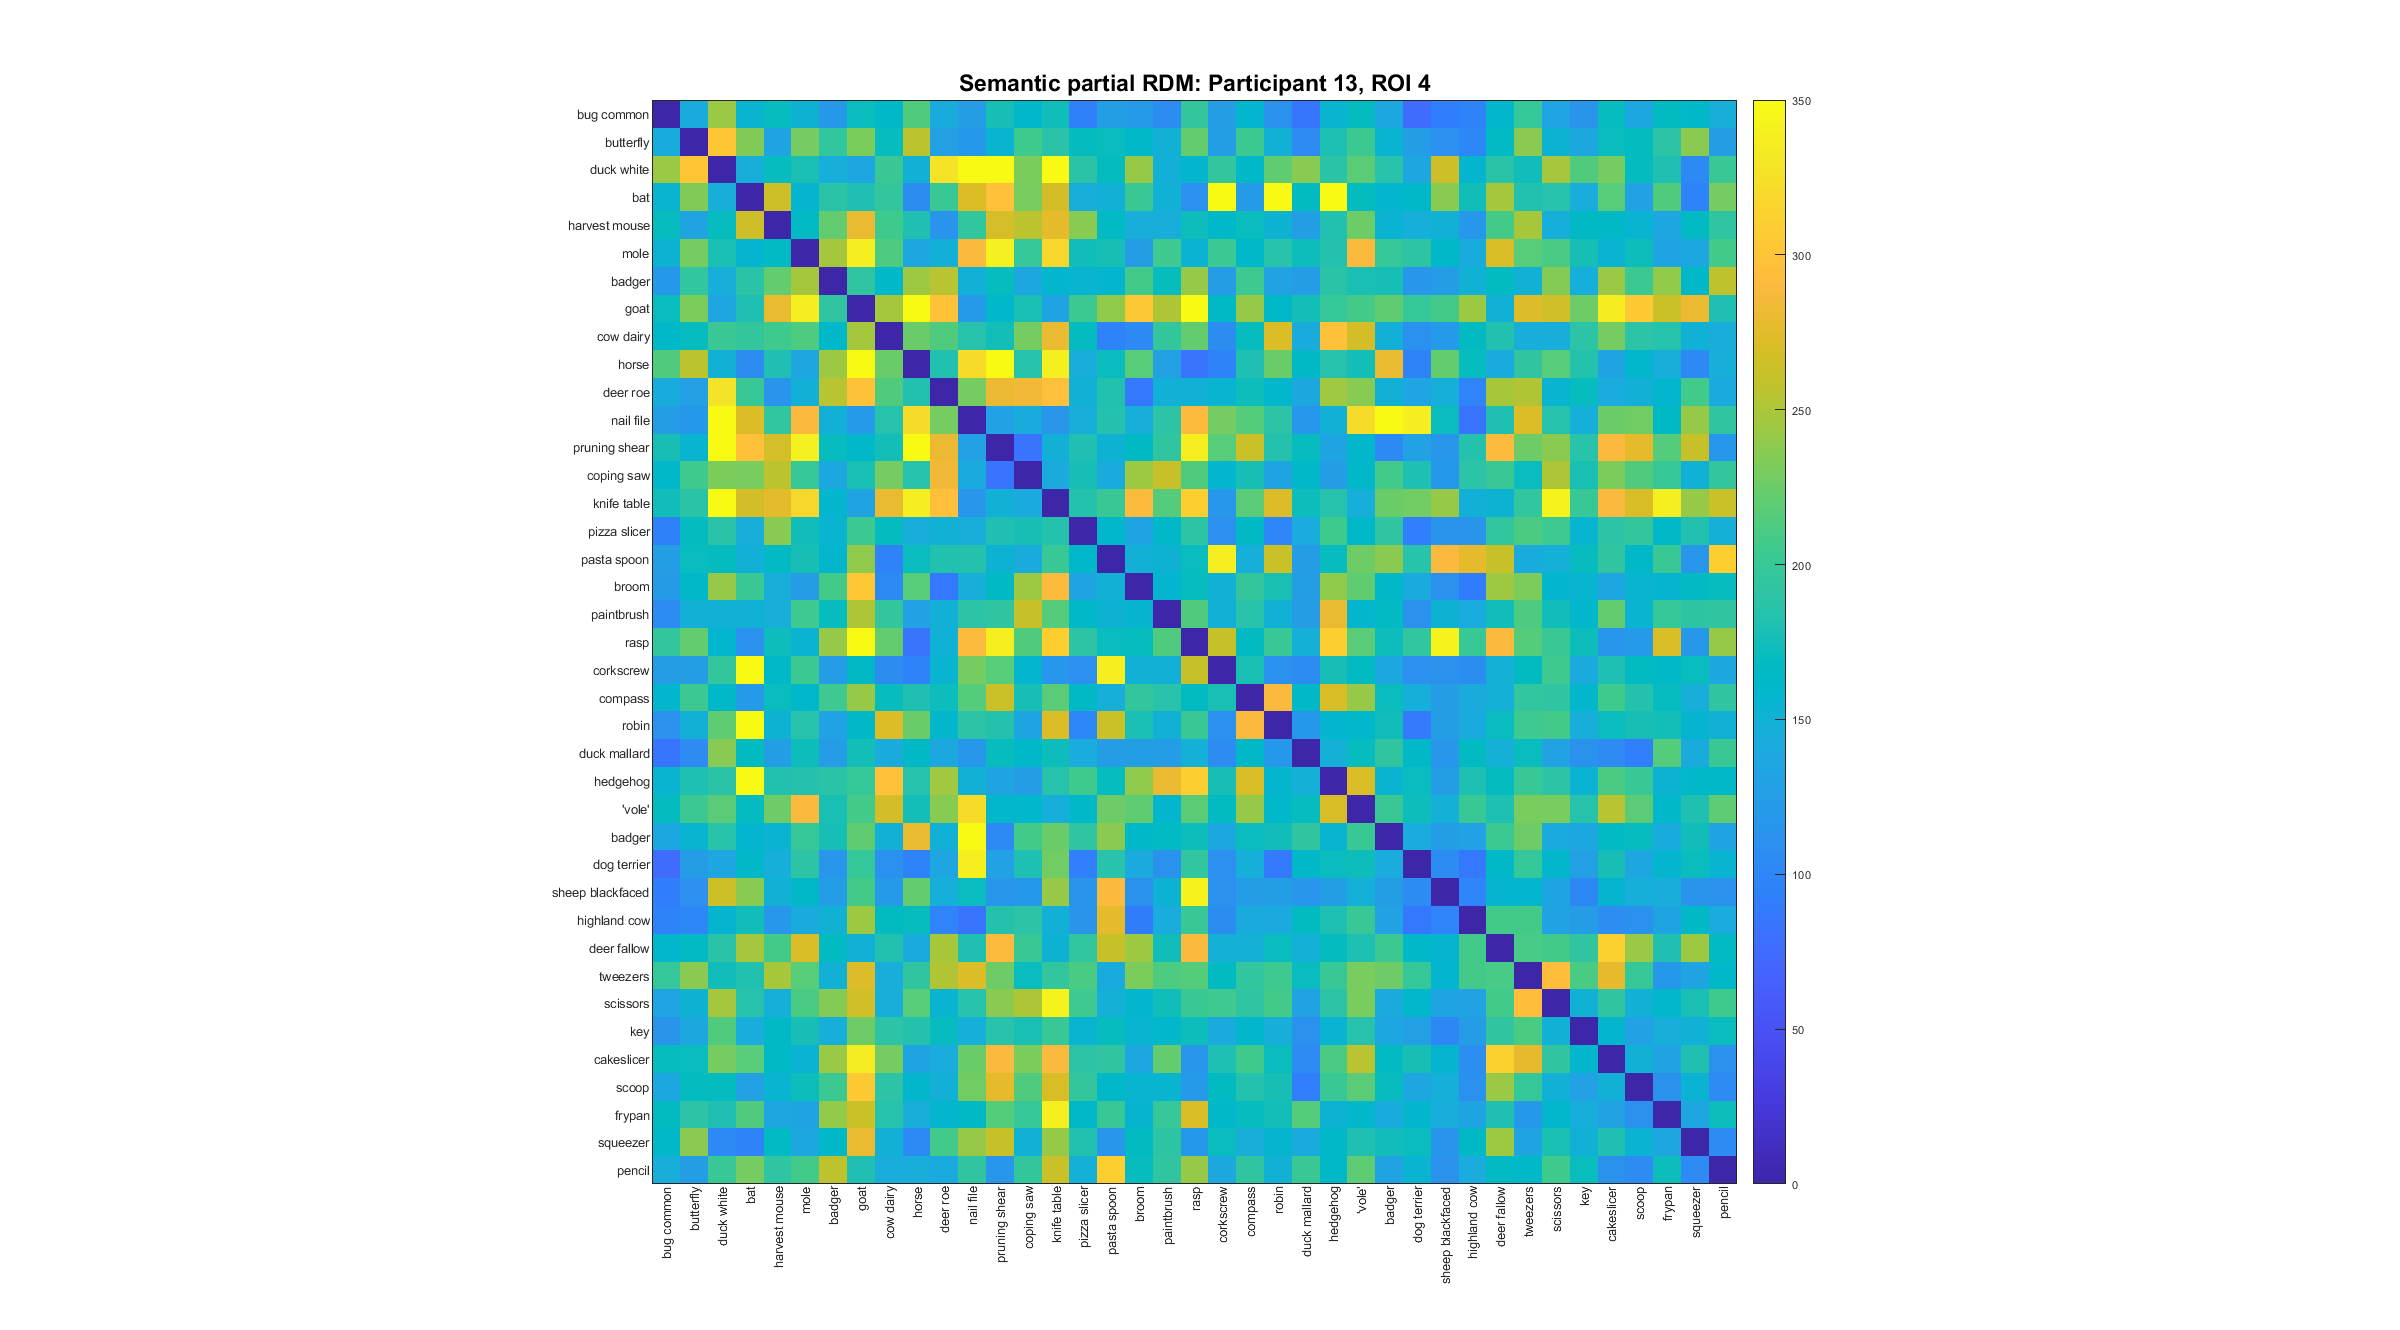 Semantic partial RDM: Participant 13, ROI 4
bug common
butterfly
duck white
bat
harvest mouse
mole
badger
goat
cow dairy
horse
deer roe
nail file
pruning shear
coping saw
knife table
pizza slicer
pasta spoon
broom
paintbrush
rasp
corkscrew
compass
robin
duck mallard
hedgehog
'vole'
badger
dog terrier
sheep blackfaced
highland cow
deer fallow
tweezers
scissors
key
cakeslicer
scoop
frypan
squeezer
pencil
bug common
butterfly
duck white
bat
harvest mouse
mole
badger
goat
cow dairy
horse
deer roe
nail file
pruning shear
coping saw
knife table
pizza slicer
pasta spoon
broom
paintbrush
rasp
corkscrew
compass
robin
duck mallard
hedgehog
'vole'
badger
dog terrier
sheep blackfaced
highland cow
deer fallow
tweezers
scissors
key
cakeslicer
scoop
frypan
squeezer
pencil
350
300
250
200
150
100
50
0